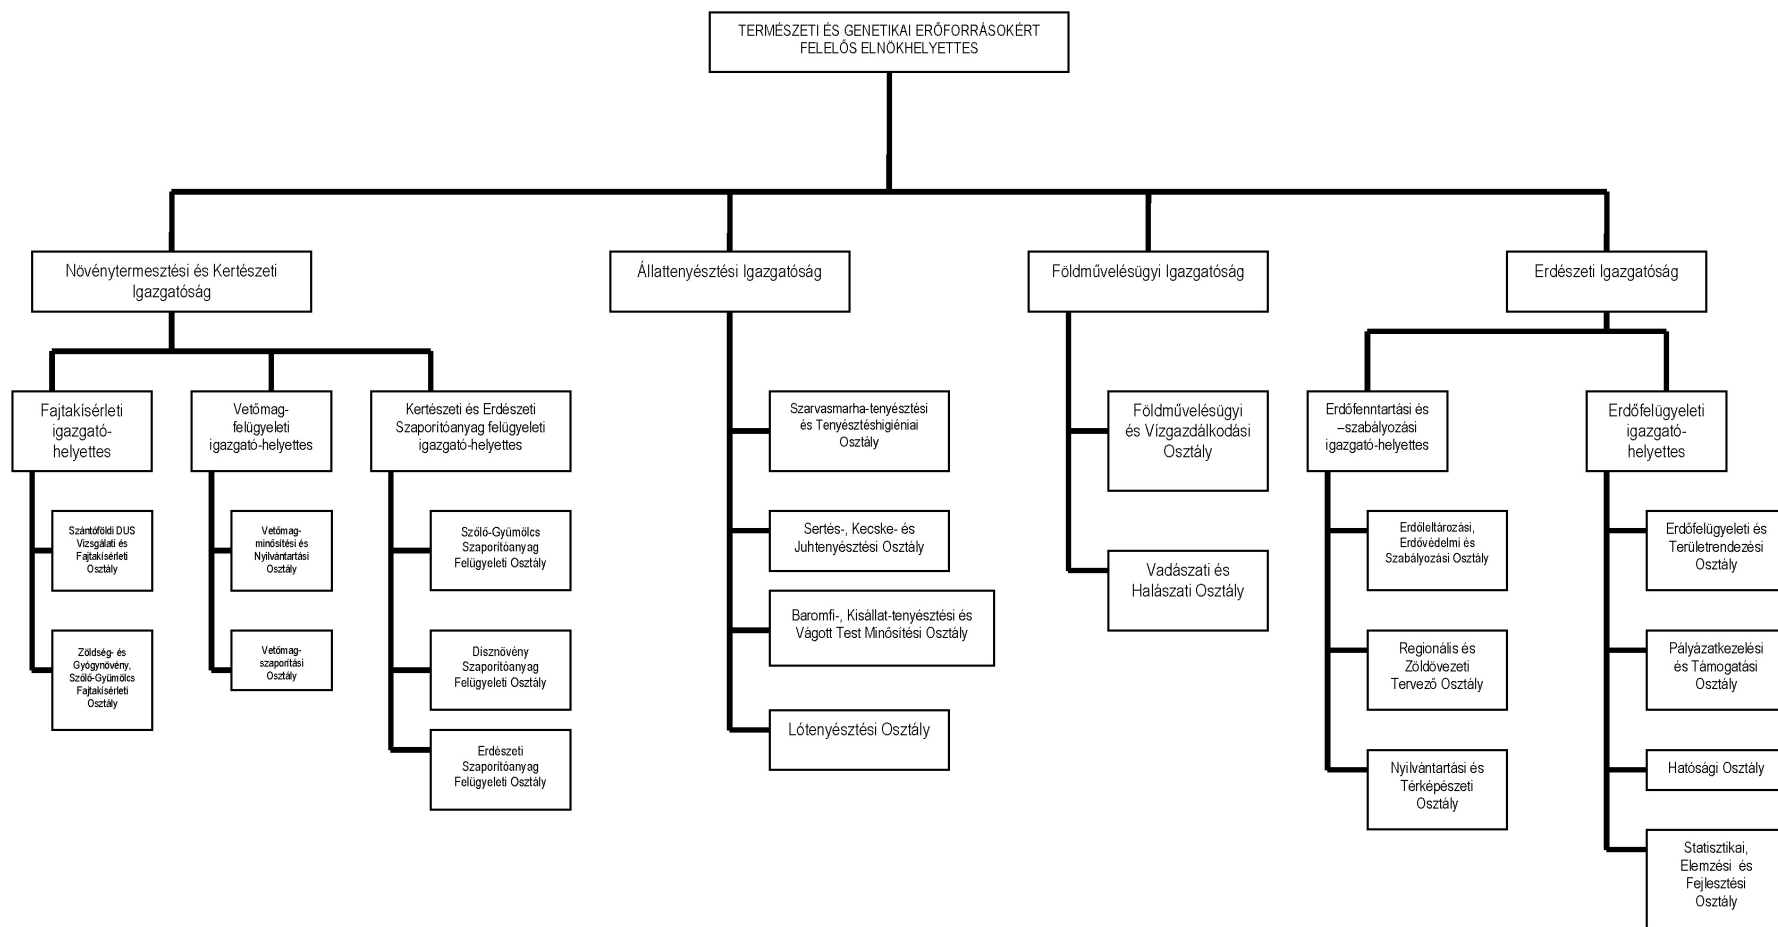 TERMÉSZETI ÉS GENETIKAI ERŐFORRÁSOKÉRT
FELELŐS ELNÖKHELYETTES
Növénytermesztési és Kertészeti
Igazgatóság
Állattenyésztési Igazgatóság
Földművelésügyi Igazgatóság
Erdészeti Igazgatóság
Fajtakísérleti
igazgató-
helyettes
Vetőmag-
felügyeleti
igazgató-helyettes
Kertészeti és Erdészeti
Szaporítóanyag felügyeleti
igazgató-helyettes
Szántóföldi DUS
Vizsgálati és
Fajtakísérleti
Osztály
Zöldség- és
Gyógynövény,
Szőlő-Gyümölcs
Fajtakísérleti
Osztály
Vetőmag-
minősítési és
Nyilvántartási
Osztály
Vetőmag-
szaporítási
Osztály
Szőlő-Gyümölcs
Szaporítóanyag
Felügyeleti Osztály
Dísznövény
Szaporítóanyag
Felügyeleti Osztály
Erdészeti
Szaporítóanyag
Felügyeleti Osztály
Szarvasmarha-tenyésztési
és Tenyésztéshigiéniai
Osztály
Sertés-, Kecske- és
Juhtenyésztési Osztály
Baromfi-, Kisállat-tenyésztési és
Vágott Test Minősítési Osztály
Lótenyésztési Osztály
Földművelésügyi
és Vízgazdálkodási
Osztály
Vadászati és
Halászati Osztály
Erdőfenntartási és
–szabályozási
igazgató-helyettes
Erdőfelügyeleti
igazgató-
helyettes
Erdőleltározási,
Erdővédelmi és
Szabályozási Osztály
Regionális és
Zöldövezeti
Tervező Osztály
Nyilvántartási és
Térképészeti
Osztály
Erdőfelügyeleti és
Területrendezési
Osztály
Pályázatkezelési
és Támogatási
Osztály
Hatósági Osztály
Statisztikai,
Elemzési és
Fejlesztési
Osztály